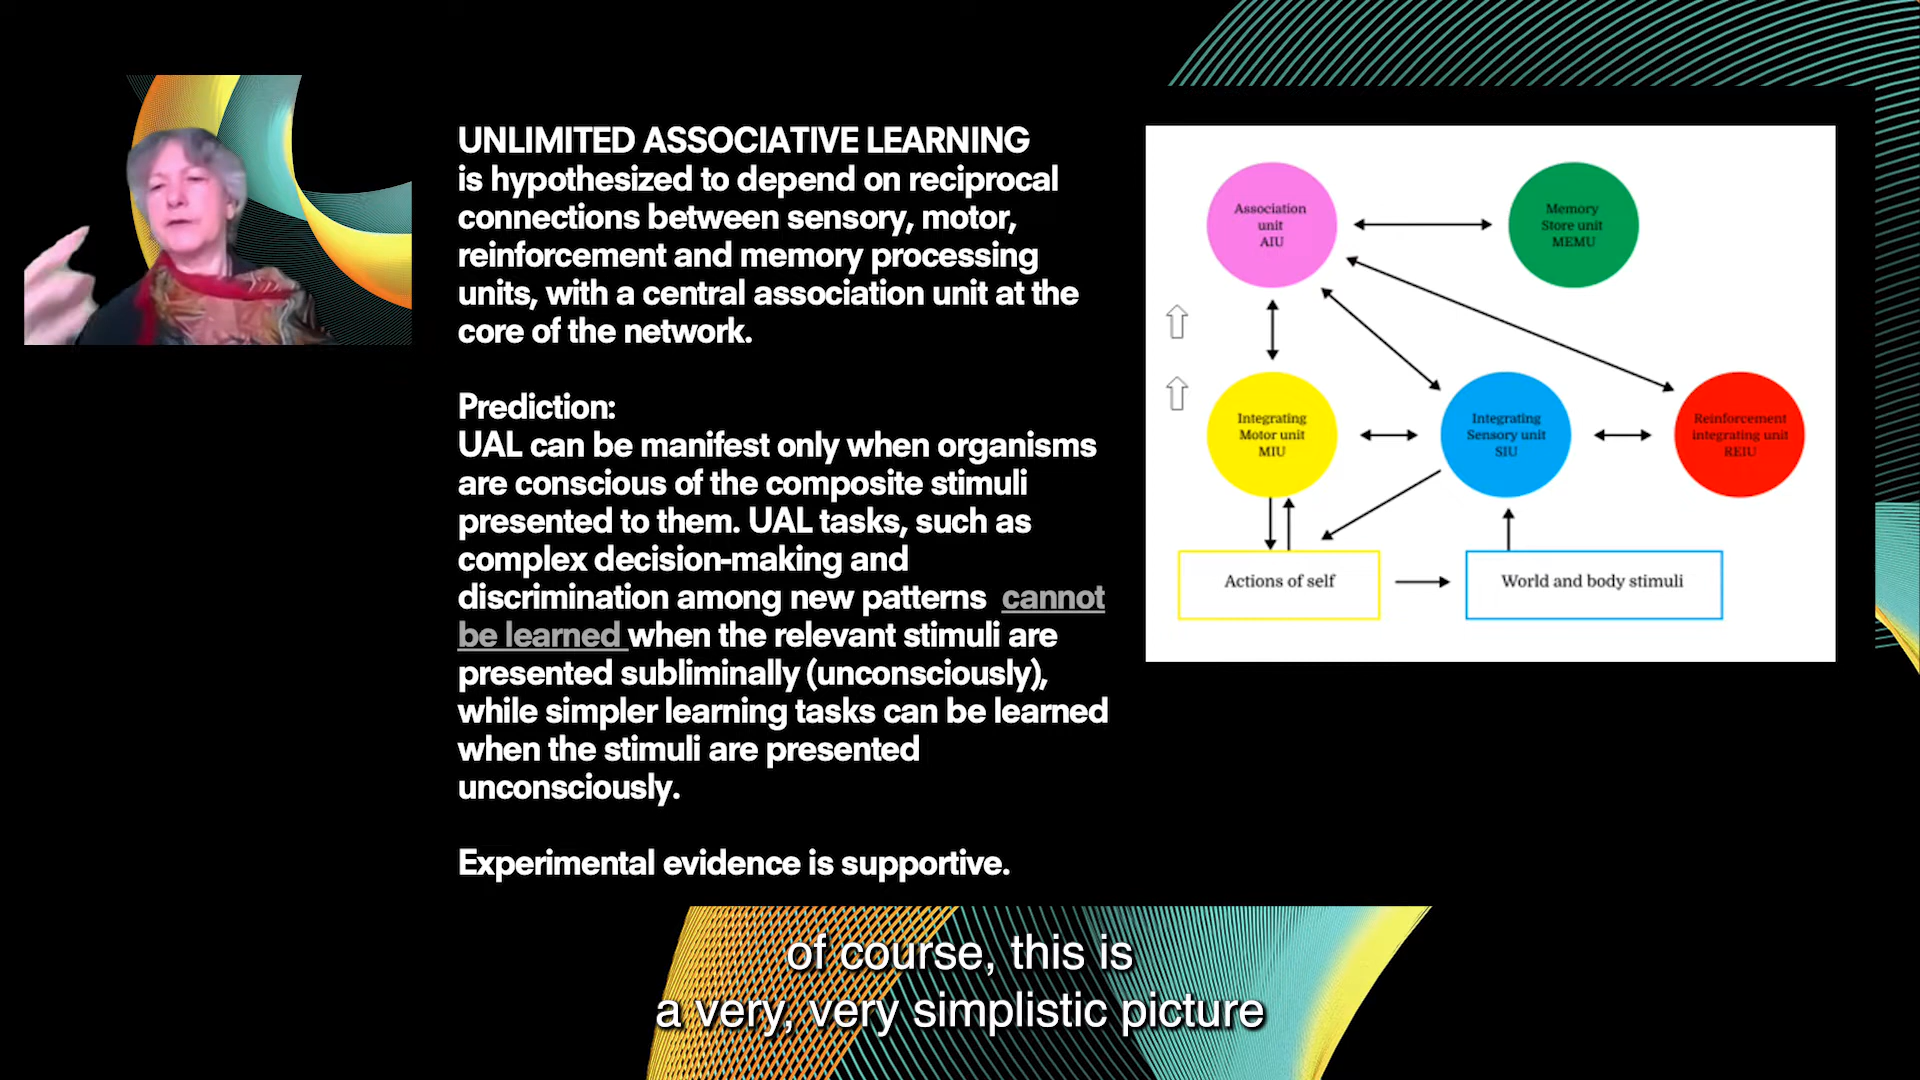 UNLIMITED ASSOCIATIVE LEARNING
is hypothesized to depend on reciprocal
connections between sensory, motor,
reinforcement and memory processing
units, with a central association unit at the
core of the network.
Prediction:
UAL can be manifest only when organisms
are conscious of the composite stimuli
presented to them. UAL tasks, such as
complex decision-making and
discrimination among new patterns cannot
be learned when the relevant stimuli are
presented subliminally (unconsciously),
while simpler learning tasks can be learned
when the stimuli are presented
unconsciously.
Experimental evidence is supportive.
Association
unit
AIU
Memory
Store unit
MEMU
Integrating
Motor unit
MIU
Integrating
Sensory unit
SIU
Reinforcement
integrating unit
REIU
Actions of self
World and body stimuli
of course, this is
a very, very simplistic picture